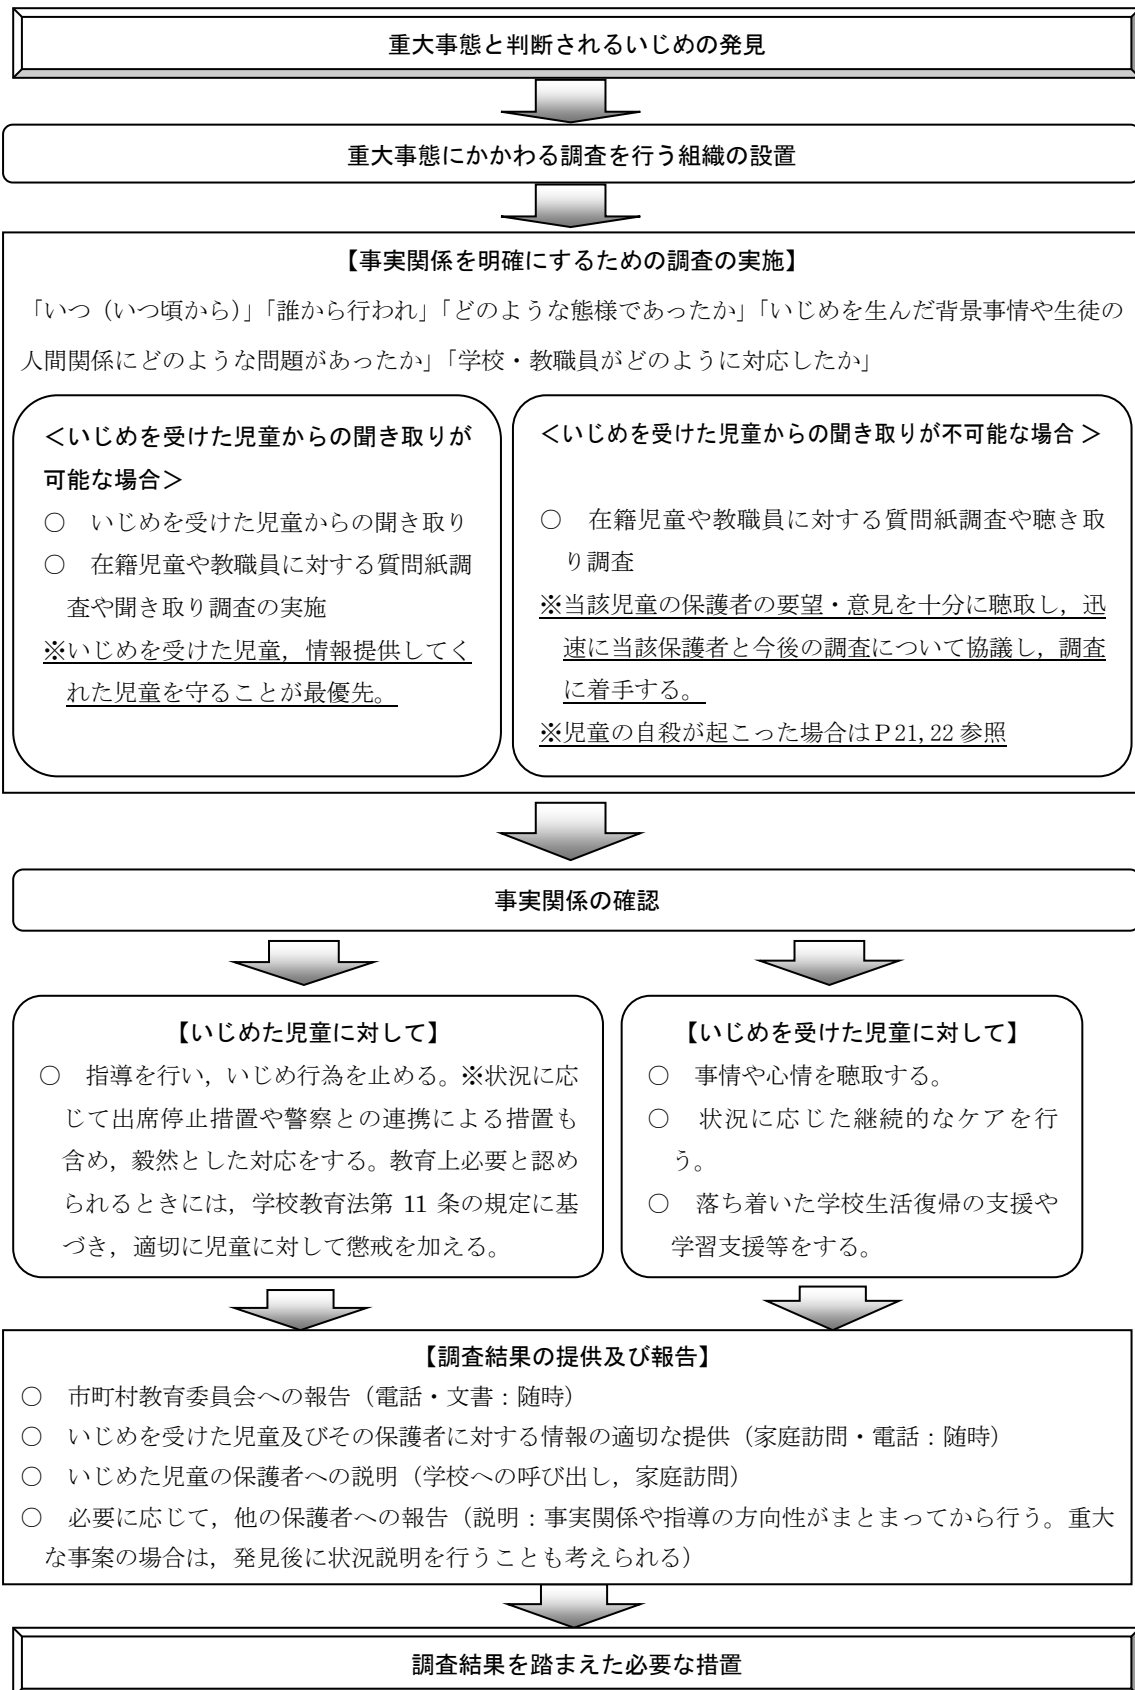 重大事態と判断されるいじめの発見
重大事態にかかわる調査を行う組織の設置
【事実関係を明確にするための調査の実施】
「いつ（いつ頃から）」「誰から行われ」「どのような態様であったか」「いじめを生んだ背景事情や生徒の
人間関係にどのような問題があったか」「学校・教職員がどのように対応したか」
＜いじめを受けた児童からの聞き取りが
可能な場合＞
○　いじめを受けた児童からの聞き取り
○　在籍児童や教職員に対する質問紙調
査や聞き取り調査の実施
※いじめを受けた児童，情報提供してく
れた児童を守ることが最優先。
＜いじめを受けた児童からの聞き取りが不可能な場合 ＞
○　在籍児童や教職員に対する質問紙調査や聴き取
り調査
※当該児童の保護者の要望・意見を十分に聴取し，迅
速に当該保護者と今後の調査について協議し，調査
に着手する。
※児童の自殺が起こった場合はＰ21,22 参照
事実関係の確認
【いじめた児童に対して】
○　指導を行い，いじめ行為を止める。※状況に応
じて出席停止措置や警察との連携による措置も
含め，毅然とした対応をする。教育上必要と認め
られるときには，学校教育法第 11 条の規定に基
づき，適切に児童に対して懲戒を加える。
【いじめを受けた児童に対して】
○　事情や心情を聴取する。
○　状況に応じた継続的なケアを行
う。
○　落ち着いた学校生活復帰の支援や
学習支援等をする。
【調査結果の提供及び報告】
○　市町村教育委員会への報告（電話・文書：随時）
○　いじめを受けた児童及びその保護者に対する情報の適切な提供（家庭訪問・電話：随時）
○　いじめた児童の保護者への説明（学校への呼び出し，家庭訪問）
○　必要に応じて，他の保護者への報告（説明：事実関係や指導の方向性がまとまってから行う。重大
な事案の場合は，発見後に状況説明を行うことも考えられる）
調査結果を踏まえた必要な措置